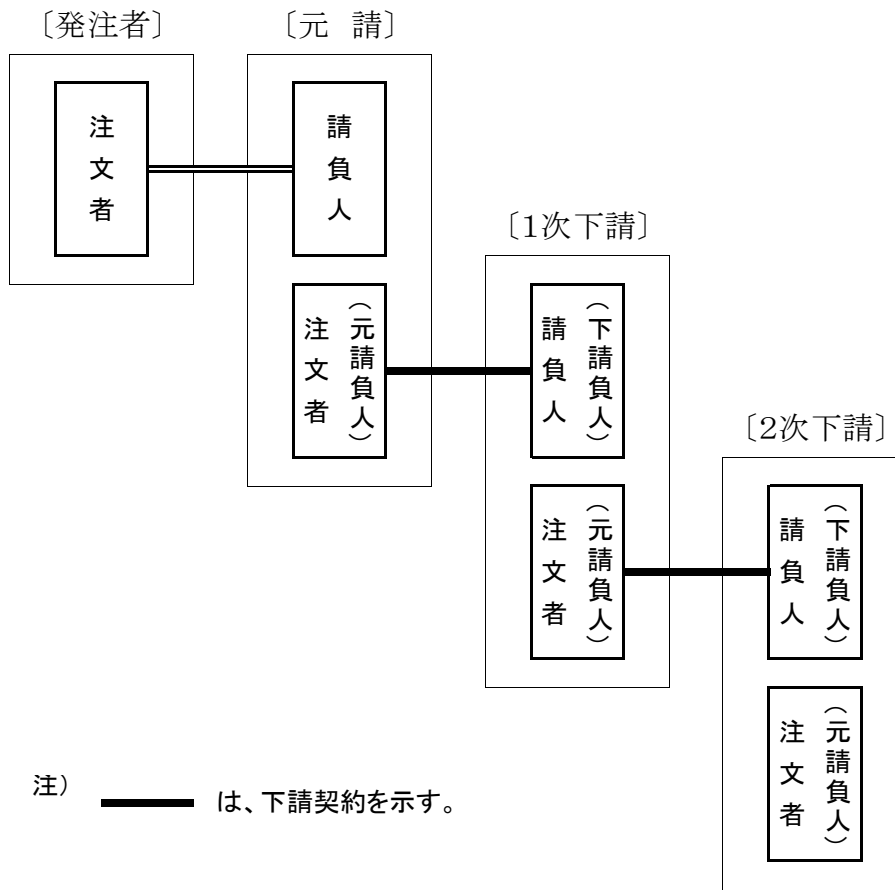 〔発注者〕
〔元 請〕
注文者
請負人
〔1次下請〕
注文者
（元請負人）
請負人
（下請負人）
〔2次下請〕
注文者
（元請負人）
請負人
（下請負人）
注文者
（元請負人）
注）
は、下請契約を示す。